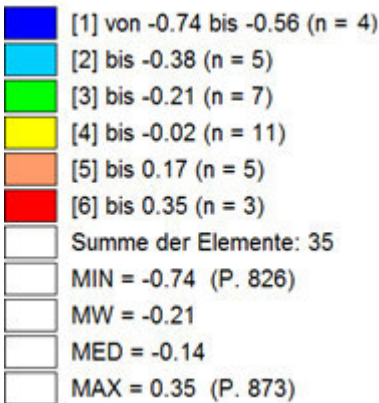 [1] von -0.74 bis -0.56 (n = 4)
[2] bis -0.38 (n = 5)
[3] bis -0.21 (n = 7)
[4] bis -0.02 (n = 11)
[5] bis 0.17 (n = 5)
[6] bis 0.35 (n = 3)
Summe der Elemente: 35
MIN = -0.74 (P. 826)
MW = -0.21
MED = -0.14
MAX = 0.35 (P. 873)